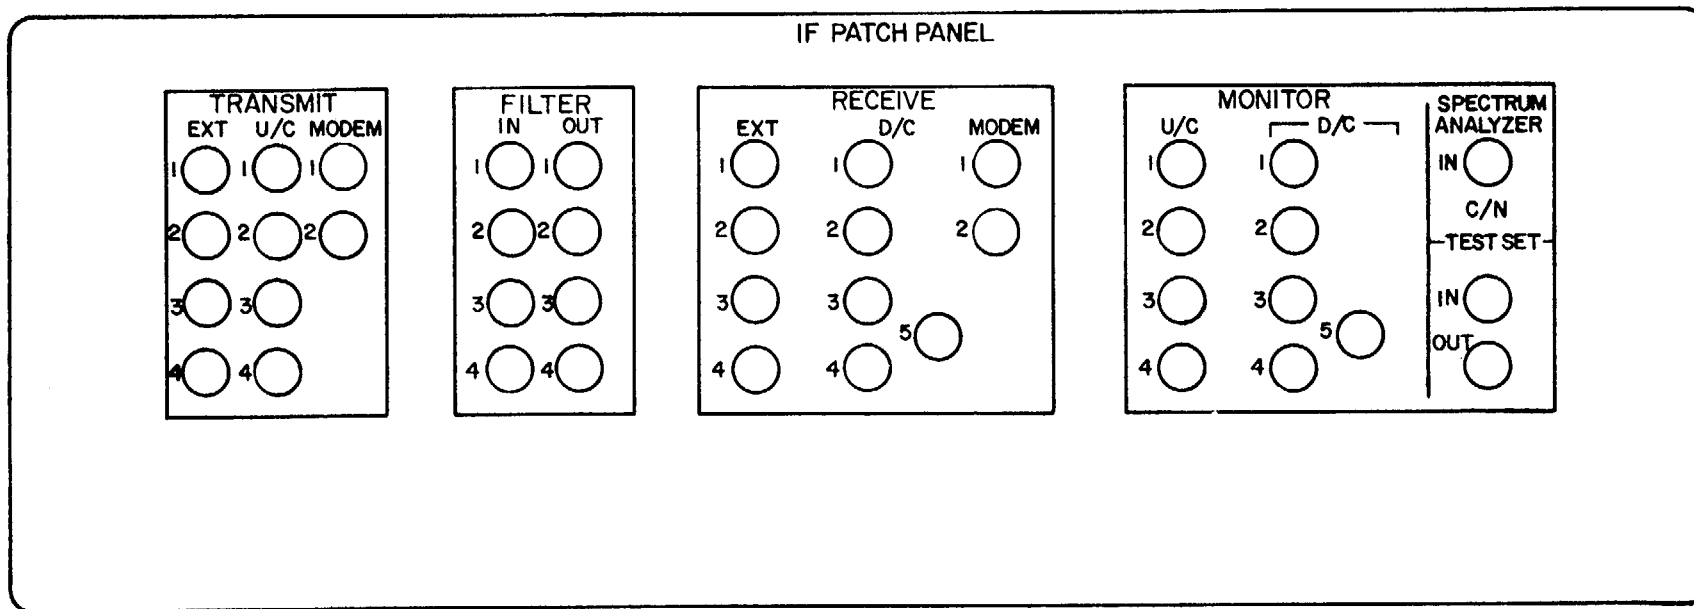 IF PATCH PANEL
TRANSMIT
EXT U/C MODEM
1 1 1
2 2 2
3 3
4 4
FILTER
IN OUT
1 1
2 2
3 3
4 4
RECEIVE
EXT D/C MODEM
1 1 1
2 2 2
3 3
5
4 4
MONITOR
U/C D/C
1 1
2 2
3 3
5
4 4
SPECTRUM
ANALYZER
IN
C/N
TEST SET
IN
OUT